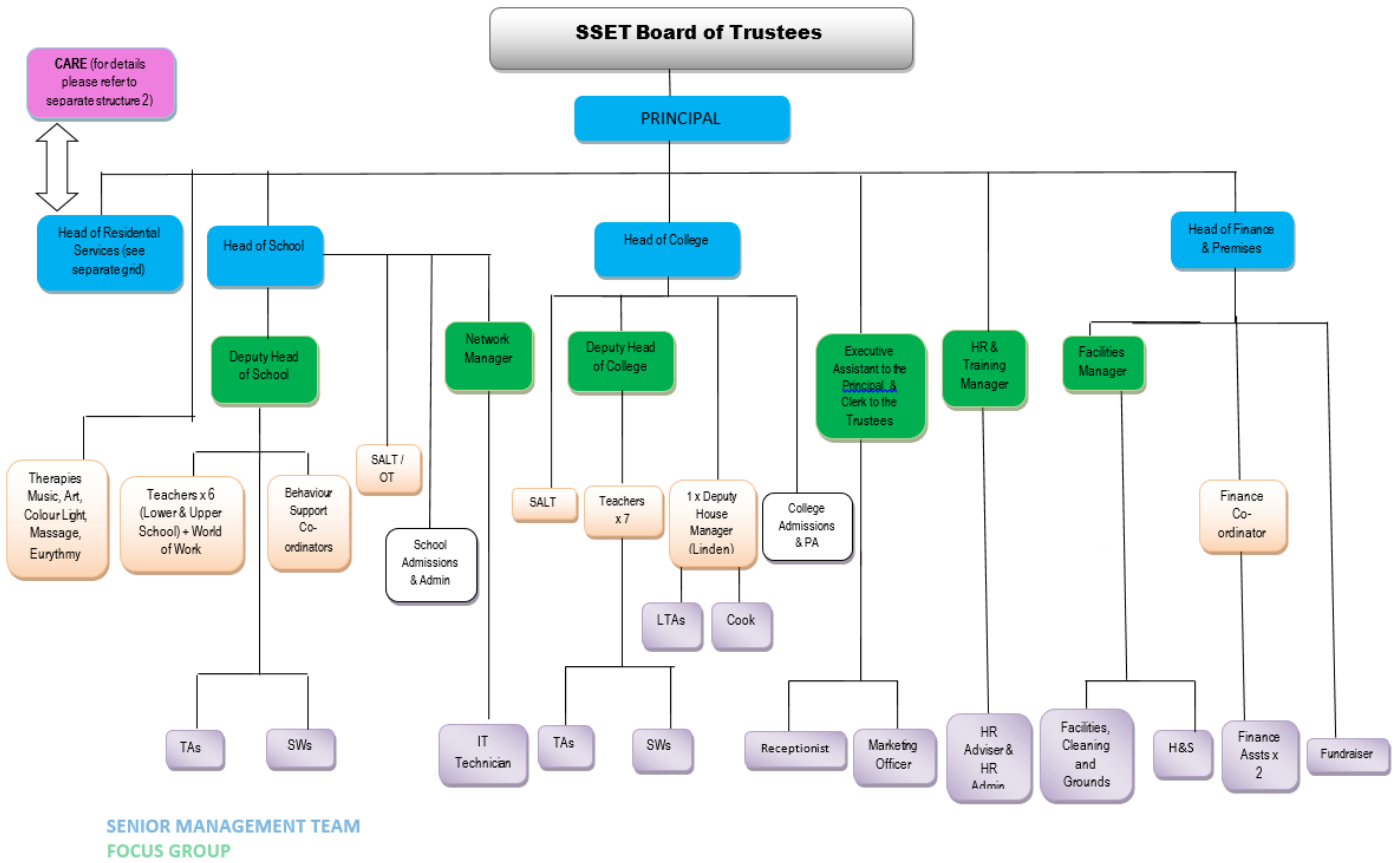 SSET Board of Trustees
CARE (for details
please refer to
separate structure 2)
PRINCIPAL
Head of Residential
Services (see
separate grid)
Head of School
Head of College
Head of Finance
& Premises
Deputy Head
of School
Network
Manager
Deputy Head
of College
Executive
Assistant to the
Principal & 
Clerk to the
Trustees
HR &
Training
Manager
Facilities
Manager
Therapies
Music, Art,
Colour Light,
Massage,
Eurythmy
Teachers x 6
(Lower & Upper
School) + World
of Work
Behaviour
Support
Co-
ordinators
SALT /
OT
School
Admissions
& Admin
SALT
Teachers
x 7
1 x Deputy
House
Manager
(Linden)
College
Admissions
& PA
Finance
Co-
ordinator
LTAs
Cook
TAs
SWs
IT
Technician
TAs
SWs
Receptionist
Marketing
Officer
HR
Adviser &
HR
Admin
Facilities,
Cleaning
and
Grounds
H&S
Finance
Assts x
2
Fundraiser
SENIOR MANAGEMENT TEAM
FOCUS GROUP